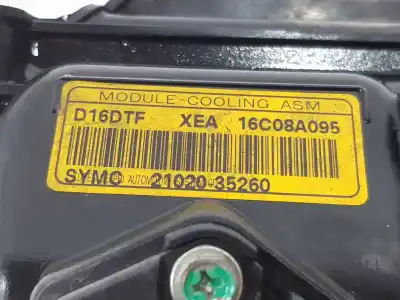 MODULE-COOLING ASM
D16DTF XEA 16C08A095
SYMC 21020-35260